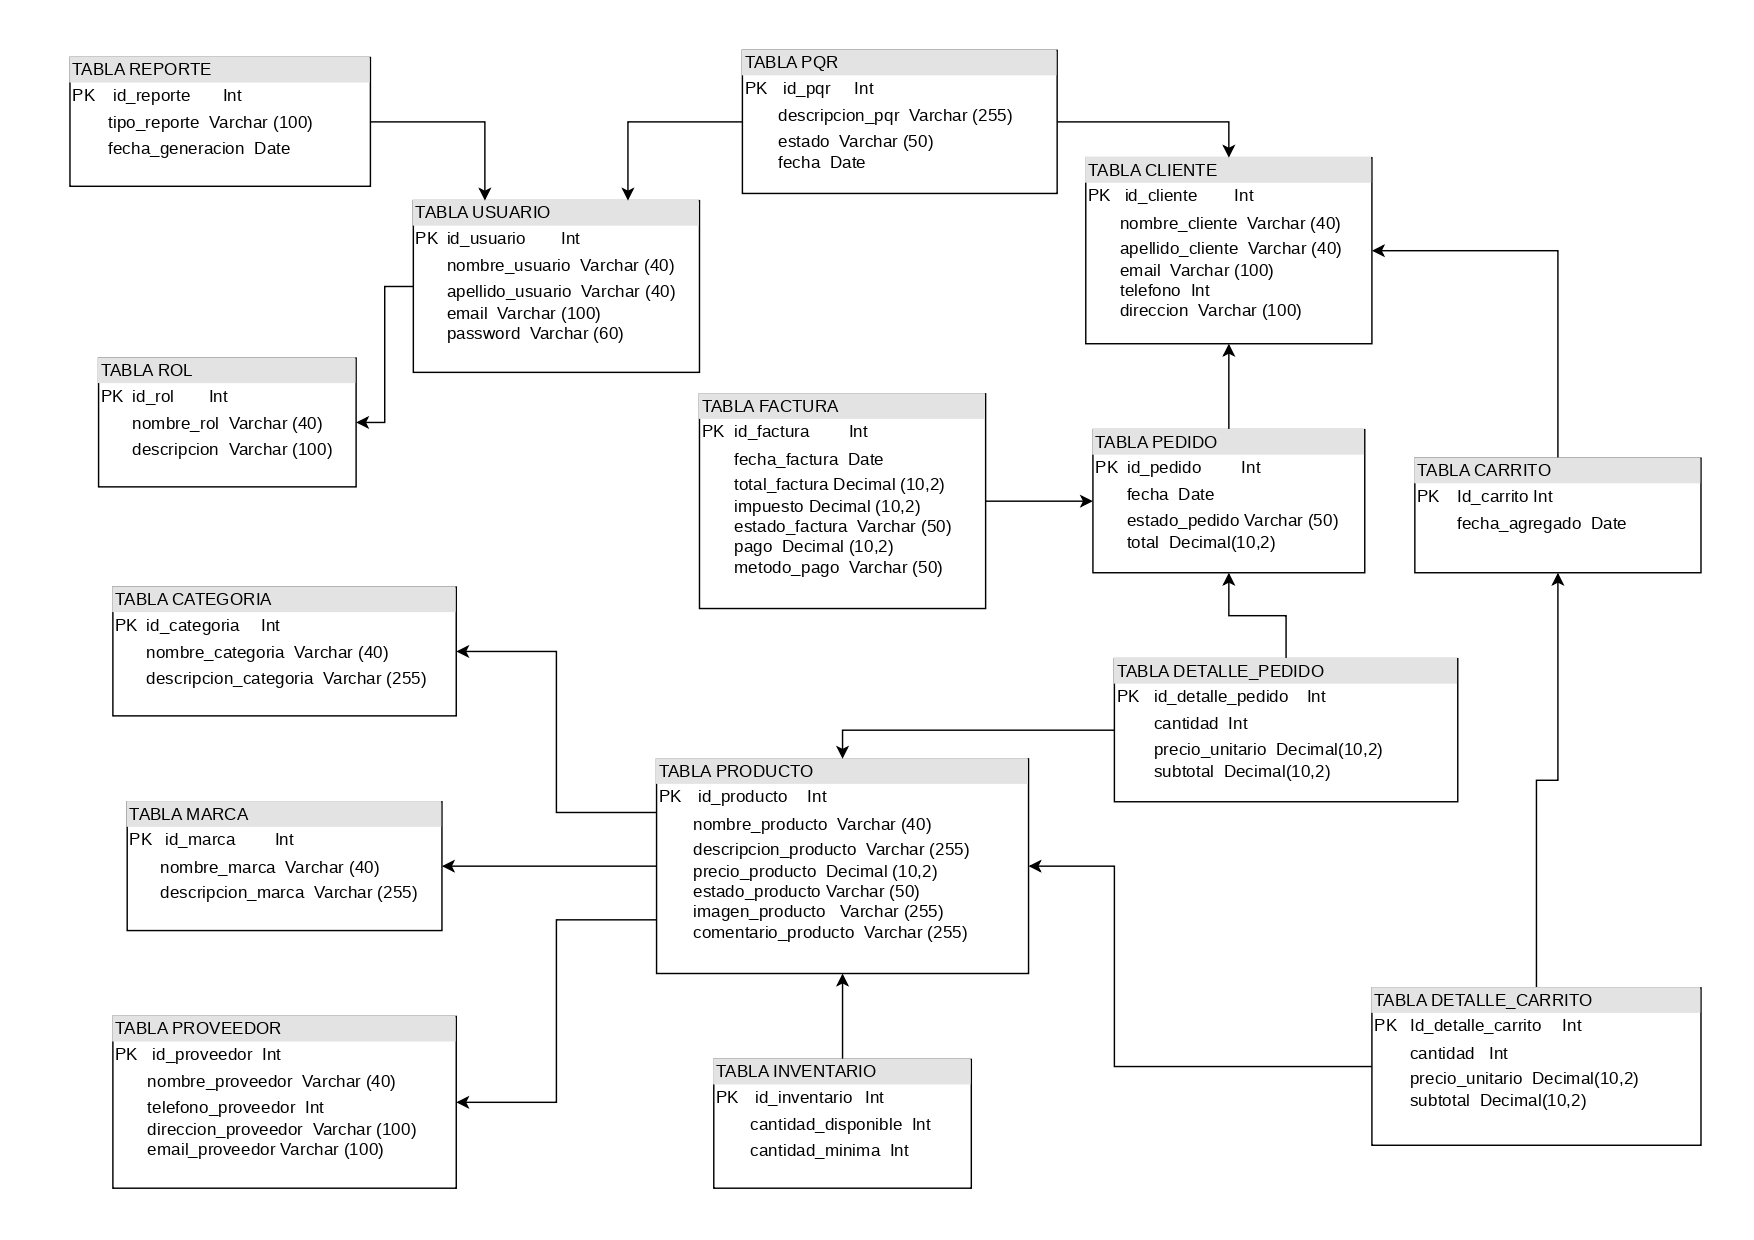 TABLA REPORTE
PK id_reporte Int
tipo_reporte Varchar (100)
fecha_generacion Date
TABLA PQR
PK id_pqr Int
descripcion_pqr Varchar (255)
estado Varchar (50)
fecha Date
TABLA CLIENTE
PK id_cliente Int
nombre_cliente Varchar (40)
apellido_cliente Varchar (40)
email Varchar (100)
telefono Int
direccion Varchar (100)
TABLA USUARIO
PK id_usuario Int
nombre_usuario Varchar (40)
apellido_usuario Varchar (40)
email Varchar (100)
password Varchar (60)
TABLA ROL
PK id_rol Int
nombre_rol Varchar (40)
descripcion Varchar (100)
TABLA FACTURA
PK id_factura Int
fecha_factura Date
total_factura Decimal (10,2)
impuesto Decimal (10,2)
estado_factura Varchar (50)
pago Decimal (10,2)
metodo_pago Varchar (50)
TABLA PEDIDO
PK id_pedido Int
fecha Date
estado_pedido Varchar (50)
total Decimal(10,2)
TABLA CARRITO
PK Id_carrito Int
fecha_agregado Date
TABLA CATEGORIA
PK id_categoria Int
nombre_categoria Varchar (40)
descripcion_categoria Varchar (255)
TABLA DETALLE_PEDIDO
PK id_detalle_pedido Int
cantidad Int
precio_unitario Decimal(10,2)
subtotal Decimal(10,2)
TABLA PRODUCTO
PK id_producto Int
nombre_producto Varchar (40)
descripcion_producto Varchar (255)
precio_producto Decimal (10,2)
estado_producto Varchar (50)
imagen_producto Varchar (255)
comentario_producto Varchar (255)
TABLA MARCA
PK id_marca Int
nombre_marca Varchar (40)
descripcion_marca Varchar (255)
TABLA DETALLE_CARRITO
PK Id_detalle_carrito Int
cantidad Int
precio_unitario Decimal(10,2)
subtotal Decimal(10,2)
TABLA PROVEEDOR
PK id_proveedor Int
nombre_proveedor Varchar (40)
telefono_proveedor Int
direccion_proveedor Varchar (100)
email_proveedor Varchar (100)
TABLA INVENTARIO
PK id_inventario Int
cantidad_disponible Int
cantidad_minima Int